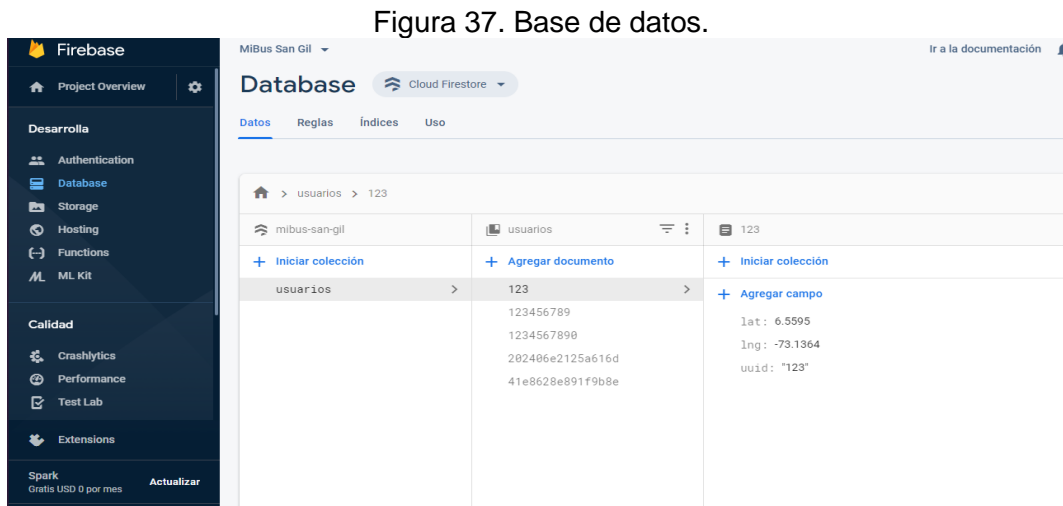 Figura 37. Base de datos.
Firebase
MiBus San Gil
Ir a la documentación
Project Overview
Database
Cloud Firestore
Desarrolla
Datos
Reglas
Índices
Uso
Authentication
Database
Storage
Hosting
Functions
ML Kit
> usuarios > 123
mibus-san-gil
usuarios
123
+ Iniciar colección
+ Agregar documento
+ Iniciar colección
usuarios >
123 >
123456789
1234567890
202406e2125a616d
41e8628e891f9b8e
+ Agregar campo
lat: 6.5595
lng: -73.1364
uuid: "123"
Calidad
Crashlytics
Performance
Test Lab
Extensions
Spark
Gratis USD 0 por mes
Actualizar